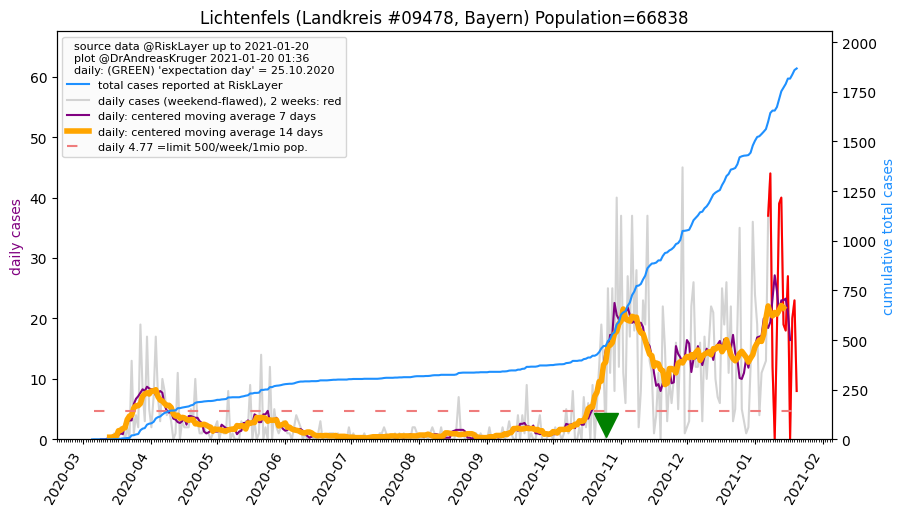 Lichtenfels (Landkreis #09478, Bayern) Population=66838
source data @RiskLayer up to 2021-01-20
plot @DrAndreasKruger 2021-01-20 01:36
daily: (GREEN) 'expectation day' = 25.10.2020
total cases reported at RiskLayer
daily cases (weekend-flawed), 2 weeks: red
daily: centered moving average 7 days
daily: centered moving average 14 days
daily 4.77 =limit 500/week/1mio pop.
daily cases
60
50
40
30
20
10
0
cumulative total cases
2000
1750
1500
1250
1000
750
500
250
0
2020-03
2020-04
2020-05
2020-06
2020-07
2020-08
2020-09
2020-10
2020-11
2020-12
2021-01
2021-02